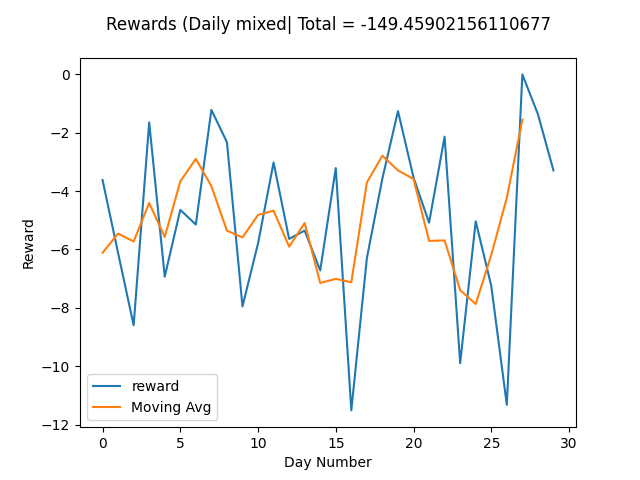 Rewards (Daily mixed| Total = -149.45902156110677
0
−2
−4
−6
−8
−10
−12
Reward
reward
Moving Avg
0 5 10 15 20 25 30
Day Number